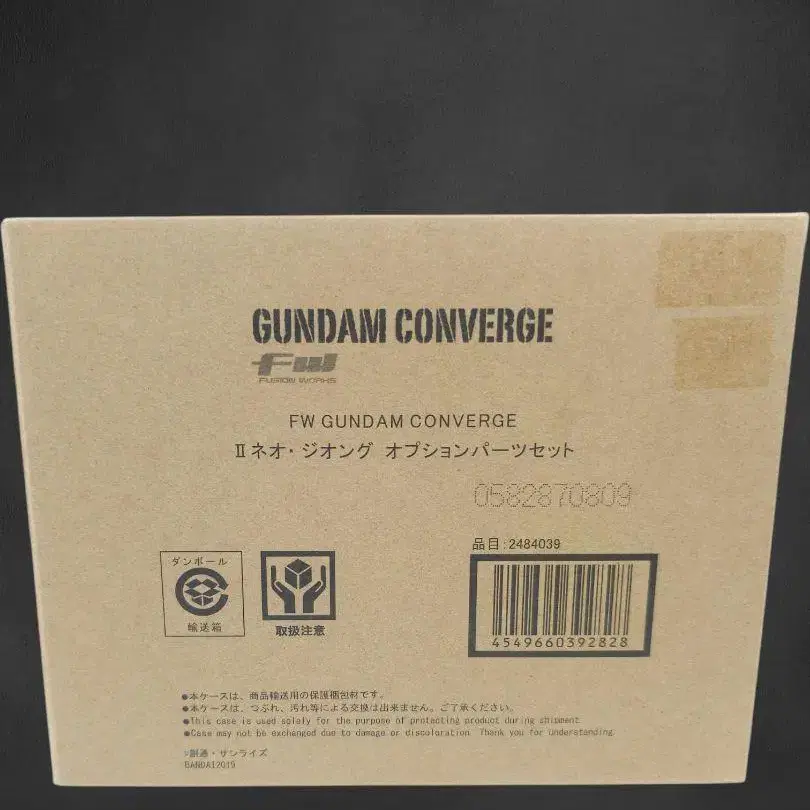 GUNDAM CONVERGE
FW
FUSION WORKS
FW GUNDAM CONVERGE
Ⅱネオ・ジオング オプションパーツセット
0582870809
品目:2484039
ダンボール
輸送箱
取扱注意
4549660392828
●本ケースは、商品輸送用の保護梱包材です。
●本ケースは、つぶれ、汚れ等による交換は出来ません。ご了承ください。
●This case is used solely for the purpose of protecting product during shipment
●Case may not be exchanged due to damage or discoloration Thank you for understanding
創通・サンライズ
BANDAI2019